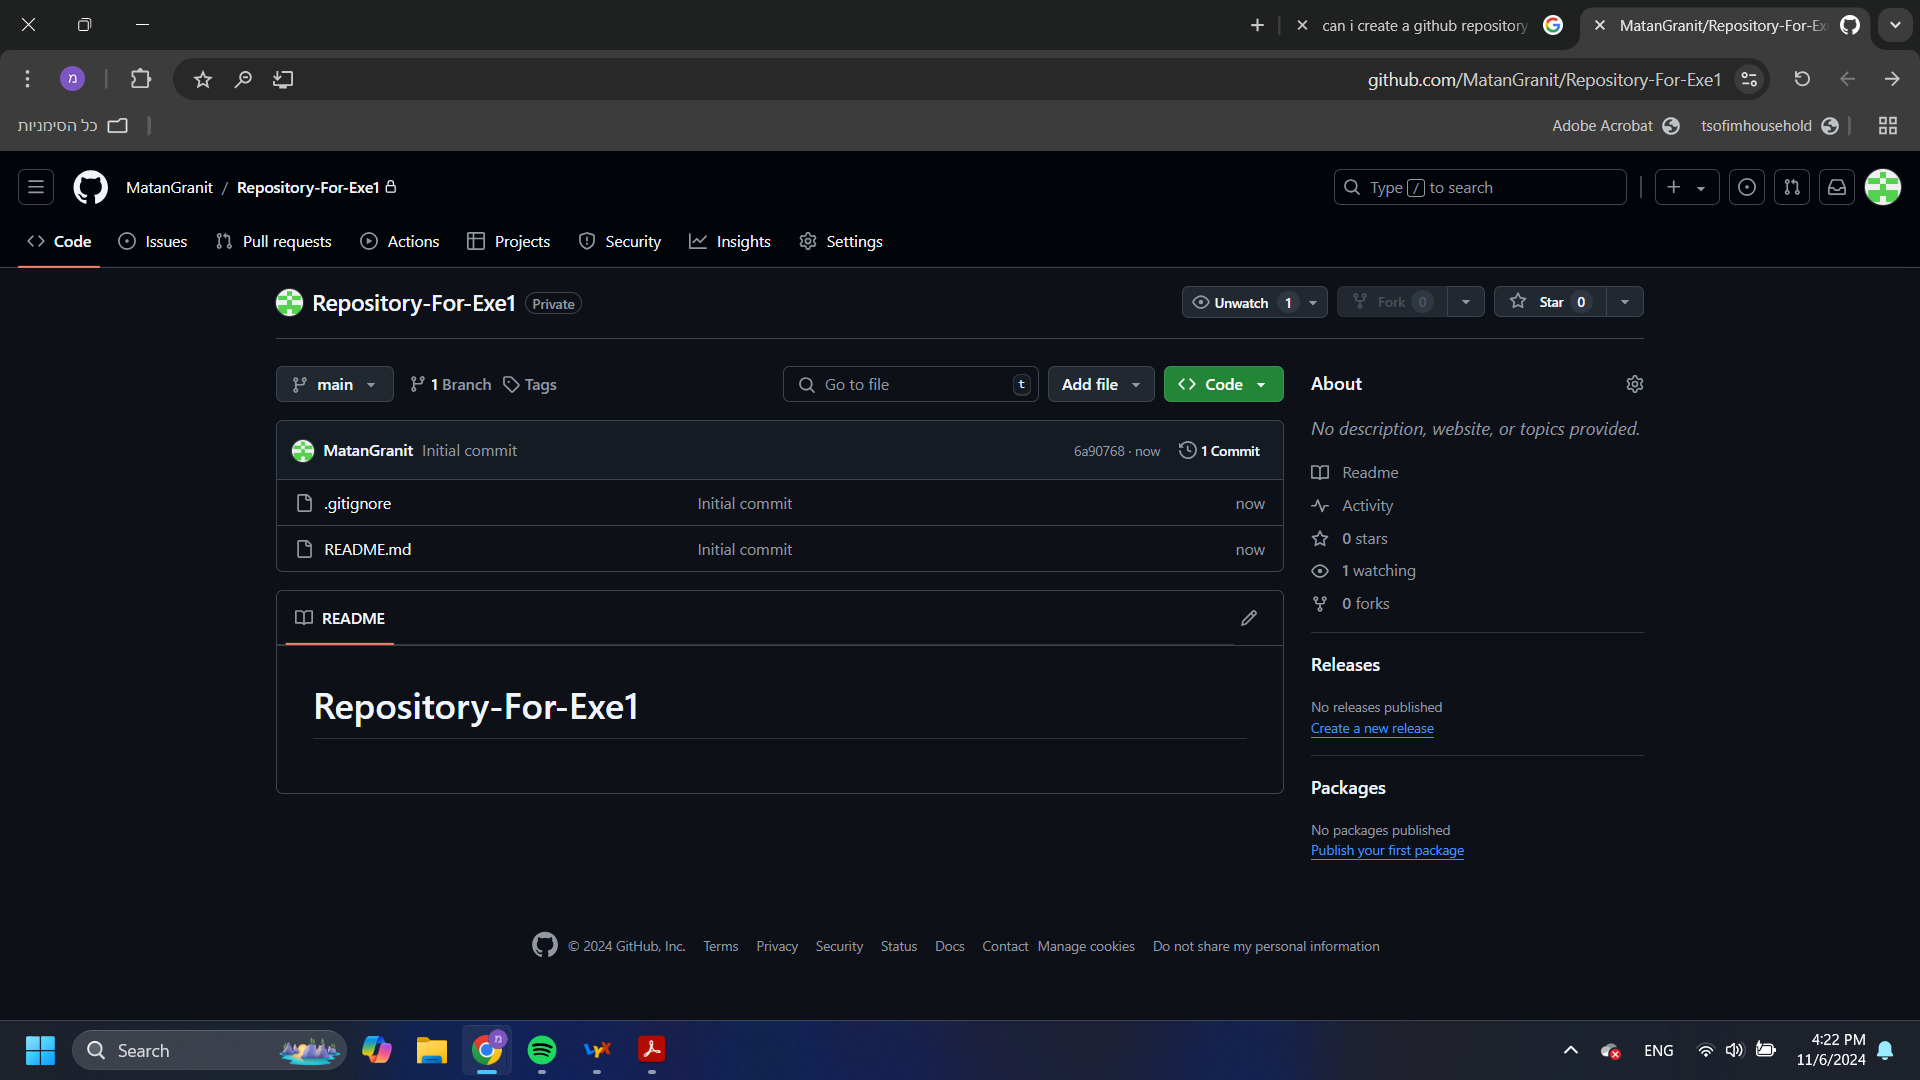 can i create a github repository
MatanGranit/Repository-For-Ex
מ
github.com/MatanGranit/Repository-For-Exe1
כל הסימניות
Adobe Acrobat
tsofimhousehold
MatanGranit / Repository-For-Exe1
Type / to search
Code
Issues
Pull requests
Actions
Projects
Security
Insights
Settings
Repository-For-Exe1 Private
Unwatch 1
Fork 0
Star 0
main
1 Branch
Tags
Go to file t
Add file
Code
MatanGranit Initial commit
6a90768 · now
1 Commit
.gitignore Initial commit now
README.md Initial commit now
README
Repository-For-Exe1
About
No description, website, or topics provided.
Readme
Activity
0 stars
1 watching
0 forks
Releases
No releases published
Create a new release
Packages
No packages published
Publish your first package
© 2024 GitHub, Inc. Terms Privacy Security Status Docs Contact Manage cookies Do not share my personal information
Search
מ
LyX
ENG
4:22 PM
11/6/2024